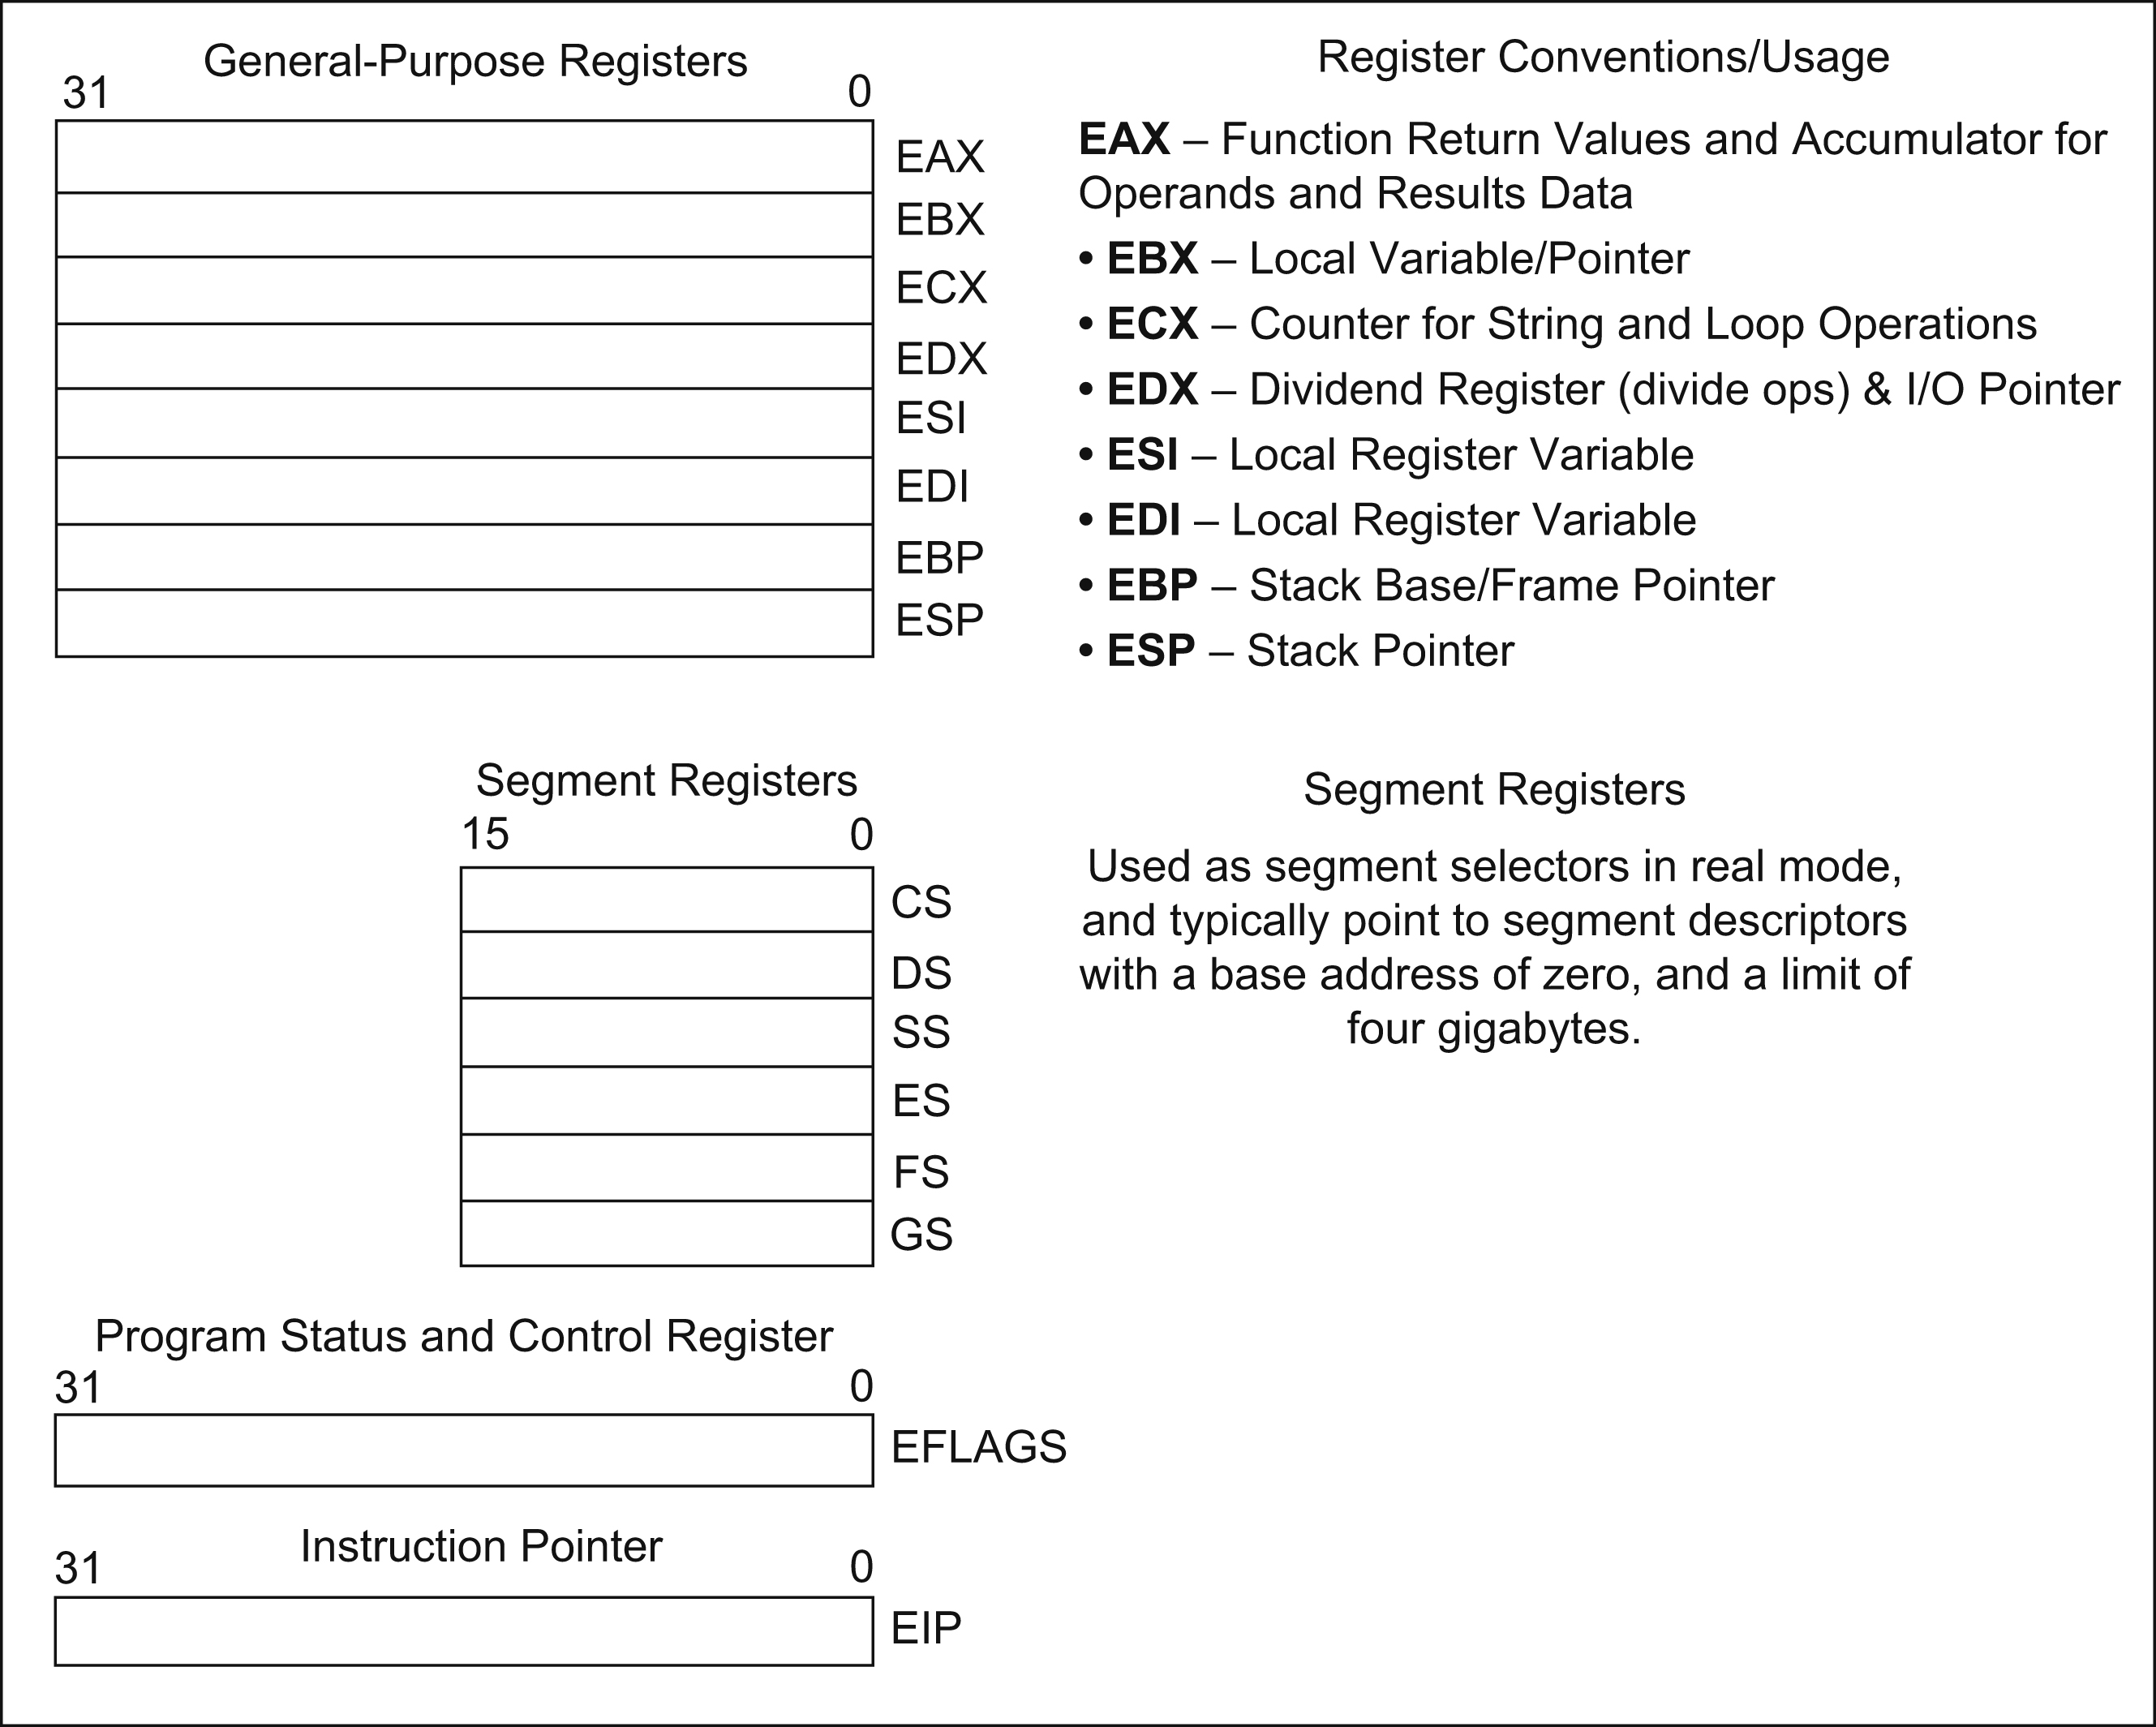 General-Purpose Registers
31 0
EAX
EBX
ECX
EDX
ESI
EDI
EBP
ESP
Register Conventions/Usage
EAX – Function Return Values and Accumulator for
Operands and Results Data
• EBX – Local Variable/Pointer
• ECX – Counter for String and Loop Operations
• EDX – Dividend Register (divide ops) & I/O Pointer
• ESI – Local Register Variable
• EDI – Local Register Variable
• EBP – Stack Base/Frame Pointer
• ESP – Stack Pointer
Segment Registers
15 0
CS
DS
SS
ES
FS
GS
Segment Registers
Used as segment selectors in real mode,
and typically point to segment descriptors
with a base address of zero, and a limit of
four gigabytes.
Program Status and Control Register
31 0
EFLAGS
Instruction Pointer
31 0
EIP